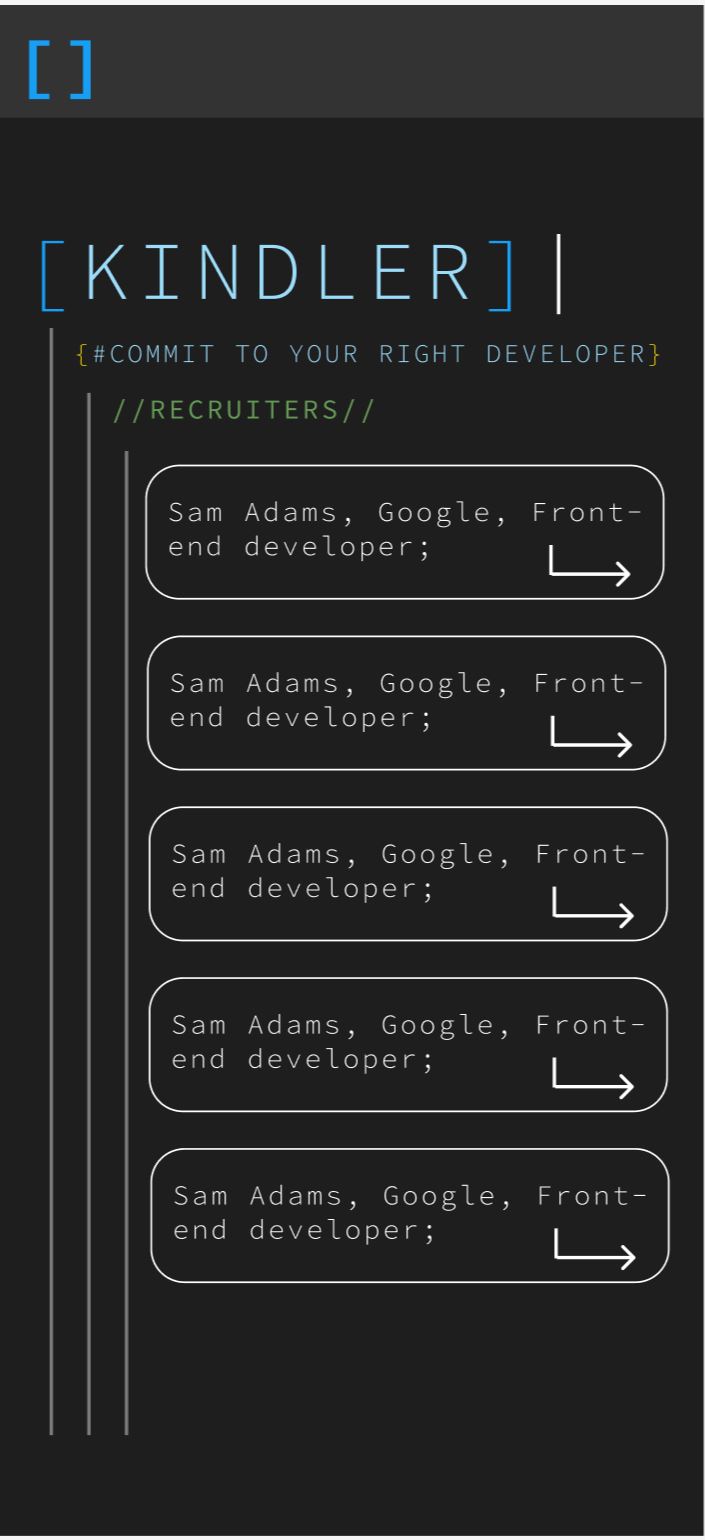 []
[KINDLER]|
{#COMMIT TO YOUR RIGHT DEVELOPER}
//RECRUITERS//
Sam Adams, Google, Front-
end developer;
Sam Adams, Google, Front-
end developer;
Sam Adams, Google, Front-
end developer;
Sam Adams, Google, Front-
end developer;
Sam Adams, Google, Front-
end developer;